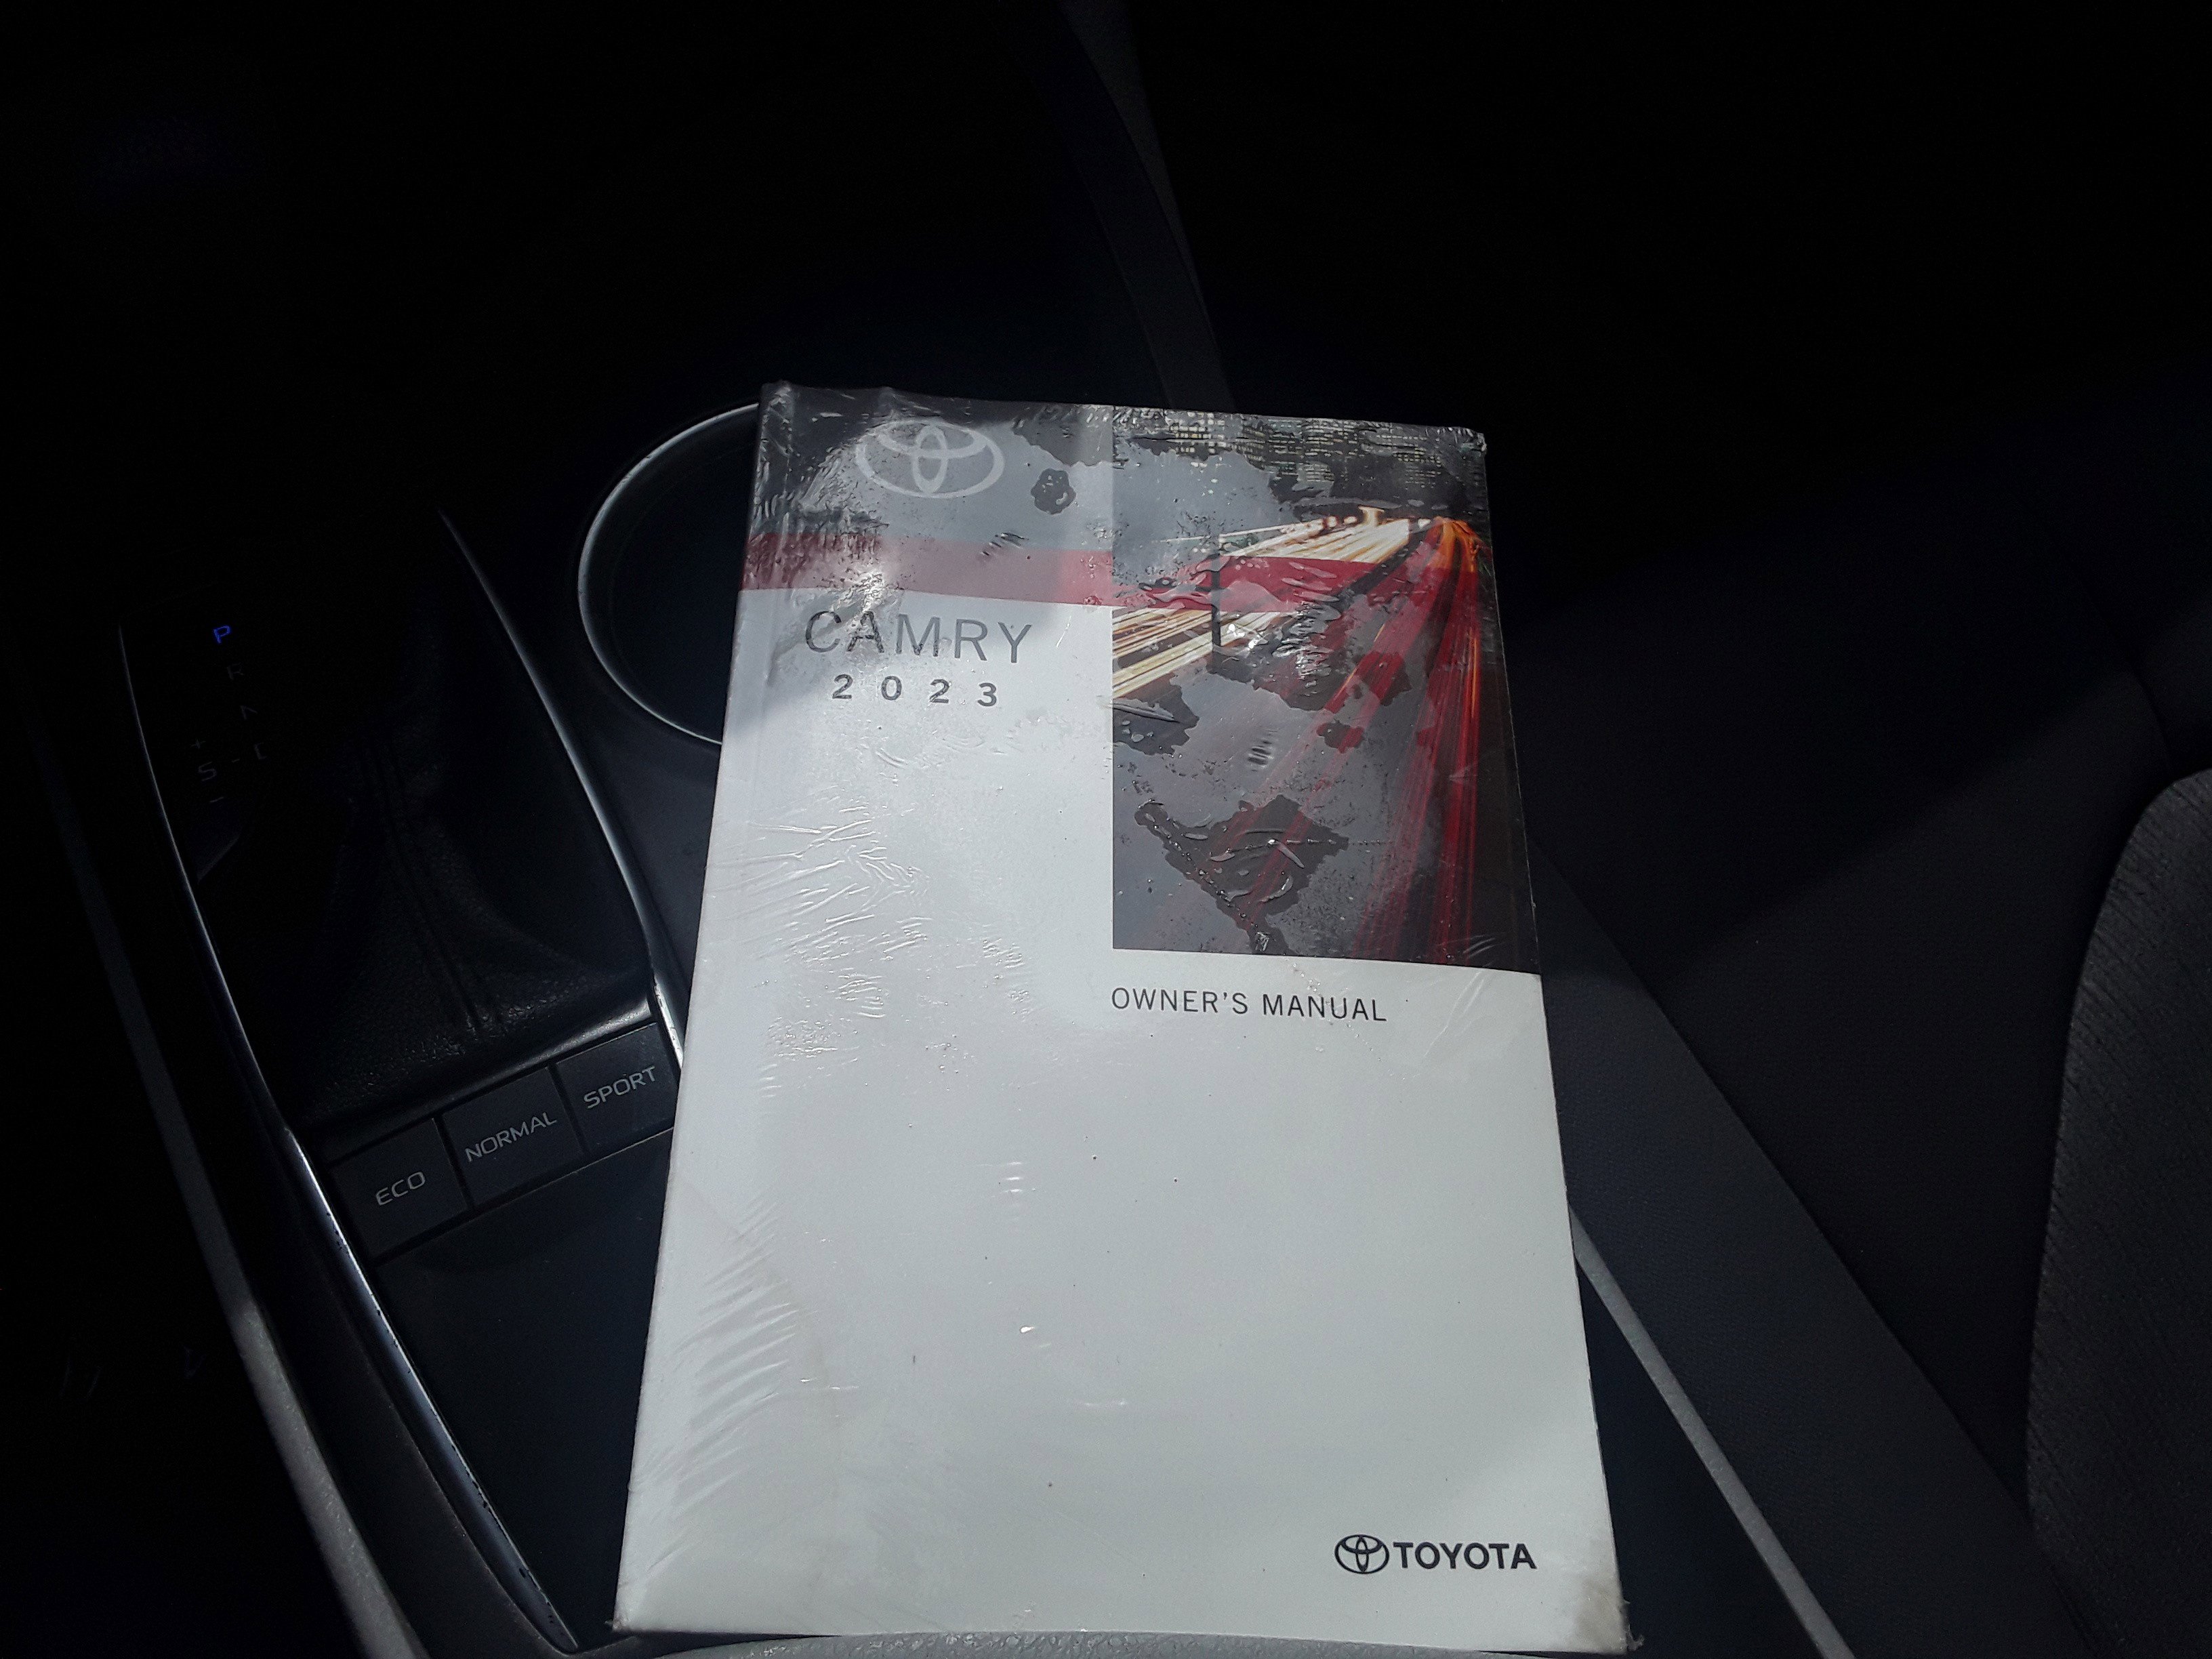 CAMRY
2023
OWNER'S MANUAL
TOYOTA
P
R
+
S -
ECO
NORMAL
SPORT